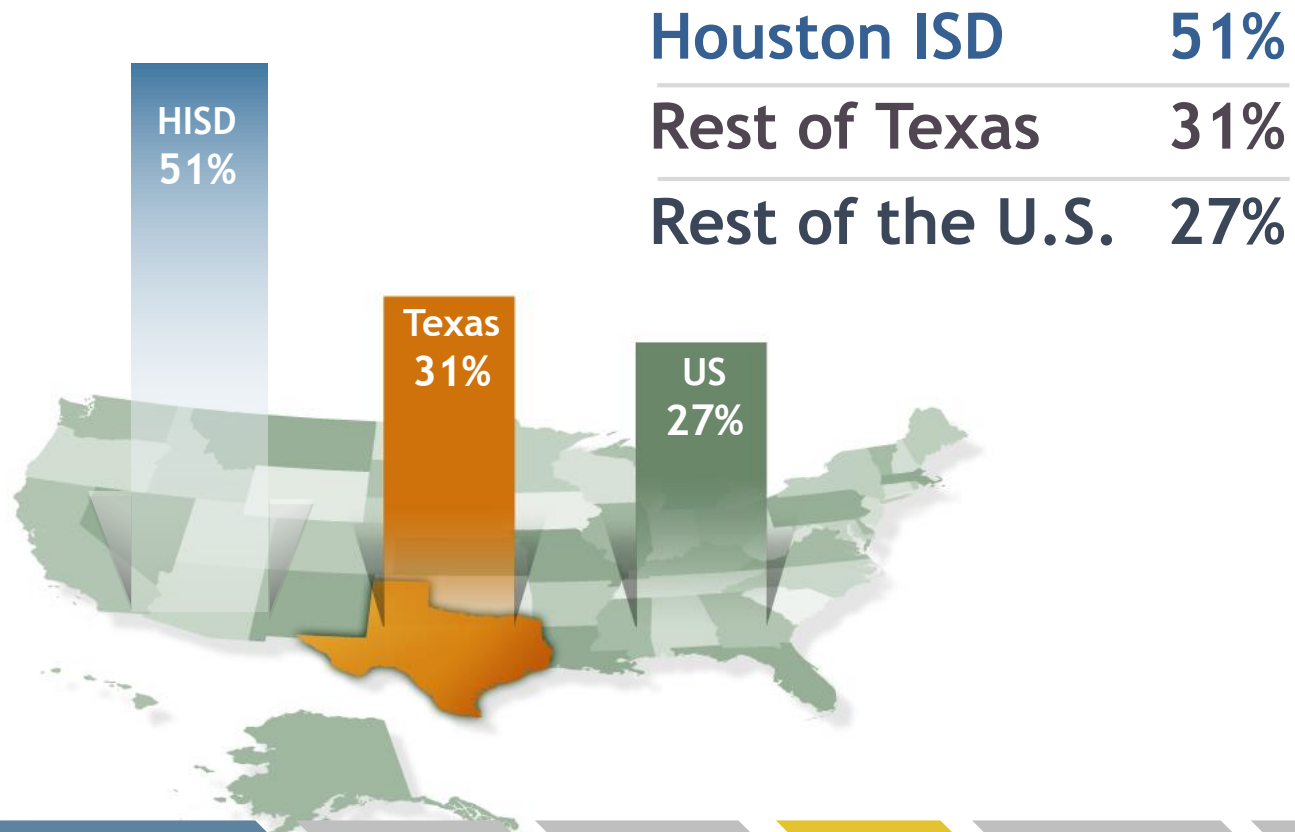 Houston ISD 51%
Rest of Texas 31%
Rest of the U.S. 27%
HISD
51%
Texas
31%
US
27%